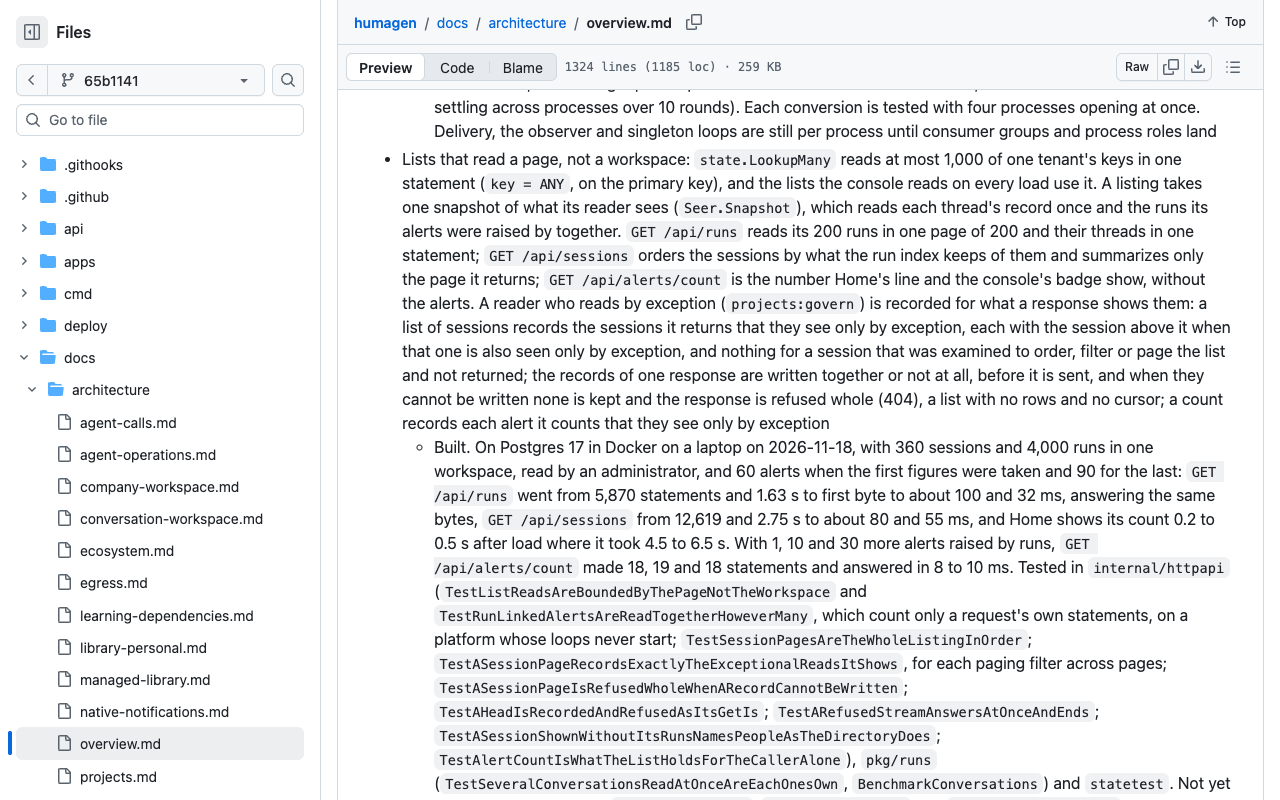 Files
65b1141
Go to file
.githooks
.github
api
apps
cmd
deploy
docs
architecture
agent-calls.md
agent-operations.md
company-workspace.md
conversation-workspace.md
ecosystem.md
egress.md
learning-dependencies.md
library-personal.md
managed-library.md
native-notifications.md
overview.md
projects.md
humagen / docs / architecture / overview.md
Top
Preview Code Blame 1324 lines (1185 loc) · 259 KB
Raw
settling across processes over 10 rounds). Each conversion is tested with four processes opening at once.
Delivery, the observer and singleton loops are still per process until consumer groups and process roles land
• Lists that read a page, not a workspace: state.LookupMany reads at most 1,000 of one tenant's keys in one
statement ( key = ANY , on the primary key), and the lists the console reads on every load use it. A listing takes
one snapshot of what its reader sees ( Seer.Snapshot ), which reads each thread's record once and the runs its
alerts were raised by together. GET /api/runs reads its 200 runs in one page of 200 and their threads in one
statement; GET /api/sessions orders the sessions by what the run index keeps of them and summarizes only
the page it returns; GET /api/alerts/count is the number Home's line and the console's badge show, without
the alerts. A reader who reads by exception ( projects:govern ) is recorded for what a response shows them: a
list of sessions records the sessions it returns that they see only by exception, each with the session above it when
that one is also seen only by exception, and nothing for a session that was examined to order, filter or page the list
and not returned; the records of one response are written together or not at all, before it is sent, and when they
cannot be written none is kept and the response is refused whole (404), a list with no rows and no cursor; a count
records each alert it counts that they see only by exception
◦ Built. On Postgres 17 in Docker on a laptop on 2026-11-18, with 360 sessions and 4,000 runs in one
workspace, read by an administrator, and 60 alerts when the first figures were taken and 90 for the last: GET
/api/runs went from 5,870 statements and 1.63 s to first byte to about 100 and 32 ms, answering the same
bytes, GET /api/sessions from 12,619 and 2.75 s to about 80 and 55 ms, and Home shows its count 0.2 to
0.5 s after load where it took 4.5 to 6.5 s. With 1, 10 and 30 more alerts raised by runs, GET
/api/alerts/count made 18, 19 and 18 statements and answered in 8 to 10 ms. Tested in internal/httpapi
( TestListReadsAreBoundedByThePageNotTheWorkspace and
TestRunLinkedAlertsAreReadTogetherHoweverMany , which count only a request's own statements, on a
platform whose loops never start; TestSessionPagesAreTheWholeListingInOrder ;
TestASessionPageRecordsExactlyTheExceptionalReadsItShows , for each paging filter across pages;
TestASessionPageIsRefusedWholeWhenARecordCannotBeWritten ;
TestAHeadIsRecordedAndRefusedAsItsGetIs ; TestARefusedStreamAnswersAtOnceAndEnds ;
TestASessionShownWithoutItsRunsNamesPeopleAsTheDirectoryDoes ;
TestAlertCountIsWhatTheListHoldsForTheCallerAlone ), pkg/runs
( TestSeveralConversationsReadAtOnceAreEachOnesOwn , BenchmarkConversations ) and statetest . Not yet